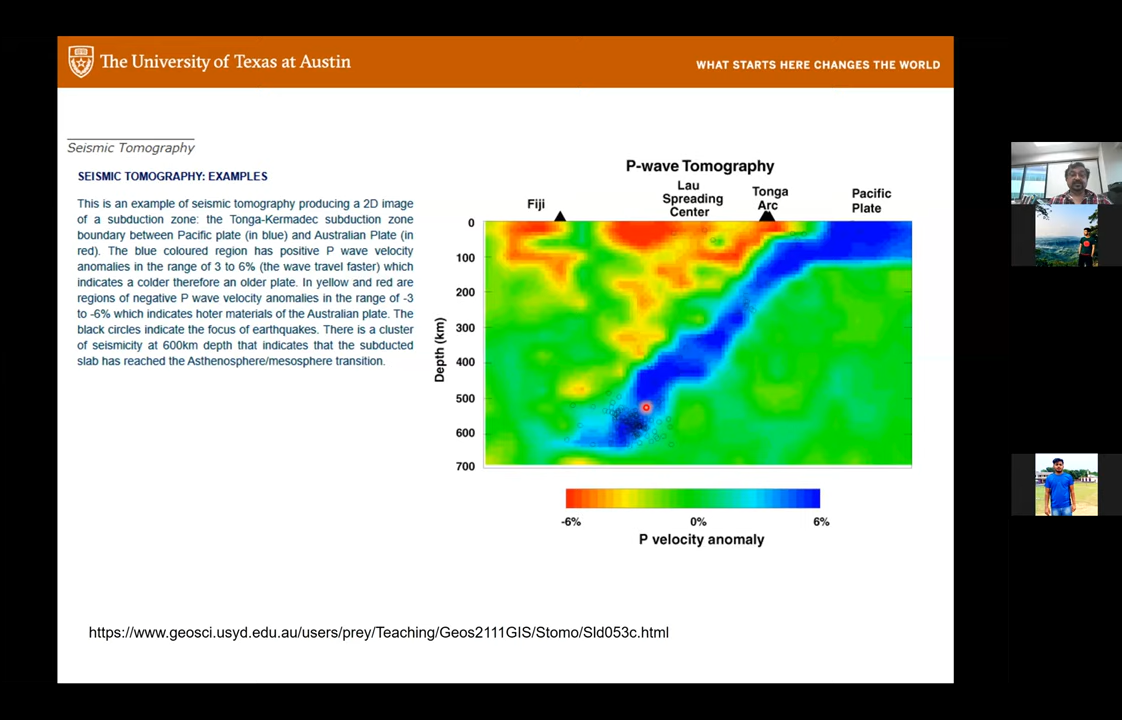 The University of Texas at Austin
WHAT STARTS HERE CHANGES THE WORLD
Seismic Tomography
SEISMIC TOMOGRAPHY: EXAMPLES
This is an example of seismic tomography producing a 2D image
of a subduction zone: the Tonga-Kermadec subduction zone
boundary between Pacific plate (in blue) and Australian Plate (in
red). The blue coloured region has positive P wave velocity
anomalies in the range of 3 to 6% (the wave travel faster) which
indicates a colder therefore an older plate. In yellow and red are
regions of negative P wave velocity anomalies in the range of -3
to -6% which indicates hoter materials of the Australian plate. The
black circles indicate the focus of earthquakes. There is a cluster
of seismicity at 600km depth that indicates that the subducted
slab has reached the Asthenosphere/mesosphere transition.
P-wave Tomography
Fiji
Lau
Spreading
Center
Tonga
Arc
Pacific
Plate
Depth (km)
0
100
200
300
400
500
600
700
-6%
0%
6%
P velocity anomaly
https://www.geosci.usyd.edu.au/users/prey/Teaching/Geos2111GIS/Stomo/Sld053c.html